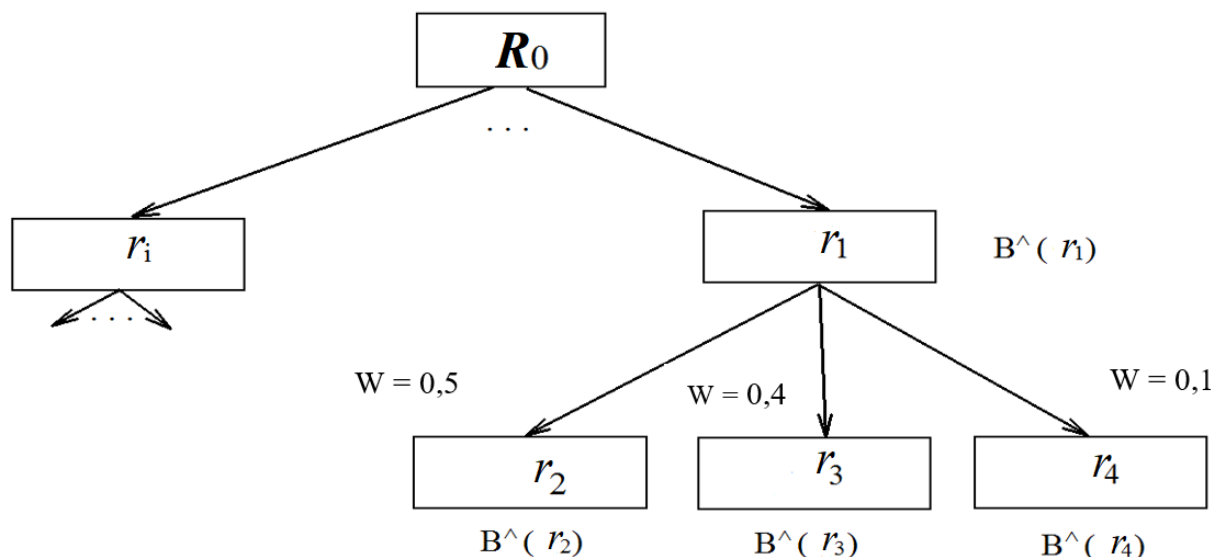 R0
. . .
ri
r1
B^( r1)
. . .
W = 0,5
W = 0,4
W = 0,1
r2
r3
r4
B^( r2)
B^( r3)
B^( r4)